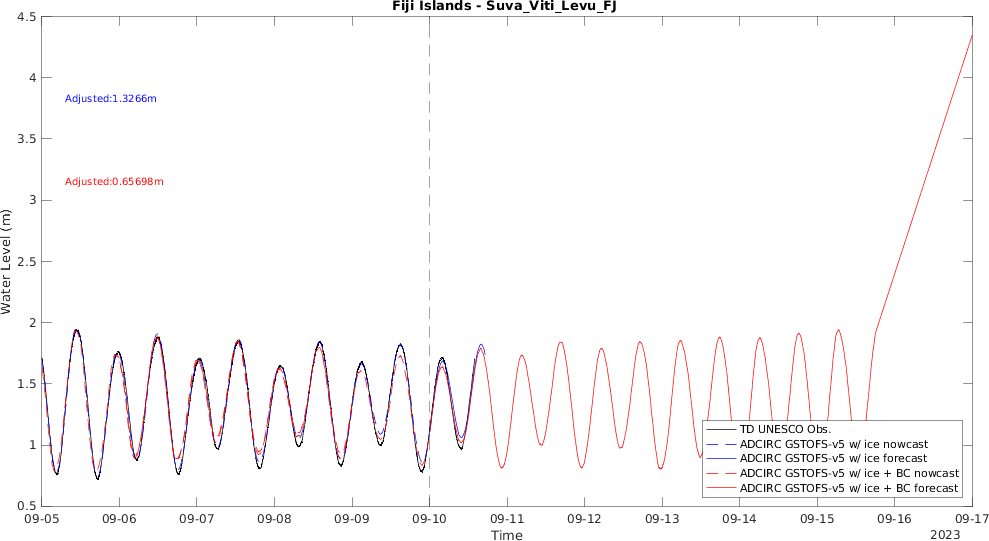 Fiji Islands - Suva_Viti_Levu_FJ
4.5
4
3.5
3
2.5
2
1.5
1
0.5
Water Level (m)
Adjusted:1.3266m
Adjusted:0.65698m
TD UNESCO Obs.
ADCIRC GSTOFS-v5 w/ ice nowcast
ADCIRC GSTOFS-v5 w/ ice forecast
ADCIRC GSTOFS-v5 w/ ice + BC nowcast
ADCIRC GSTOFS-v5 w/ ice + BC forecast
09-05 09-06 09-07 09-08 09-09 09-10 09-11 09-12 09-13 09-14 09-15 09-16 09-17
Time
2023